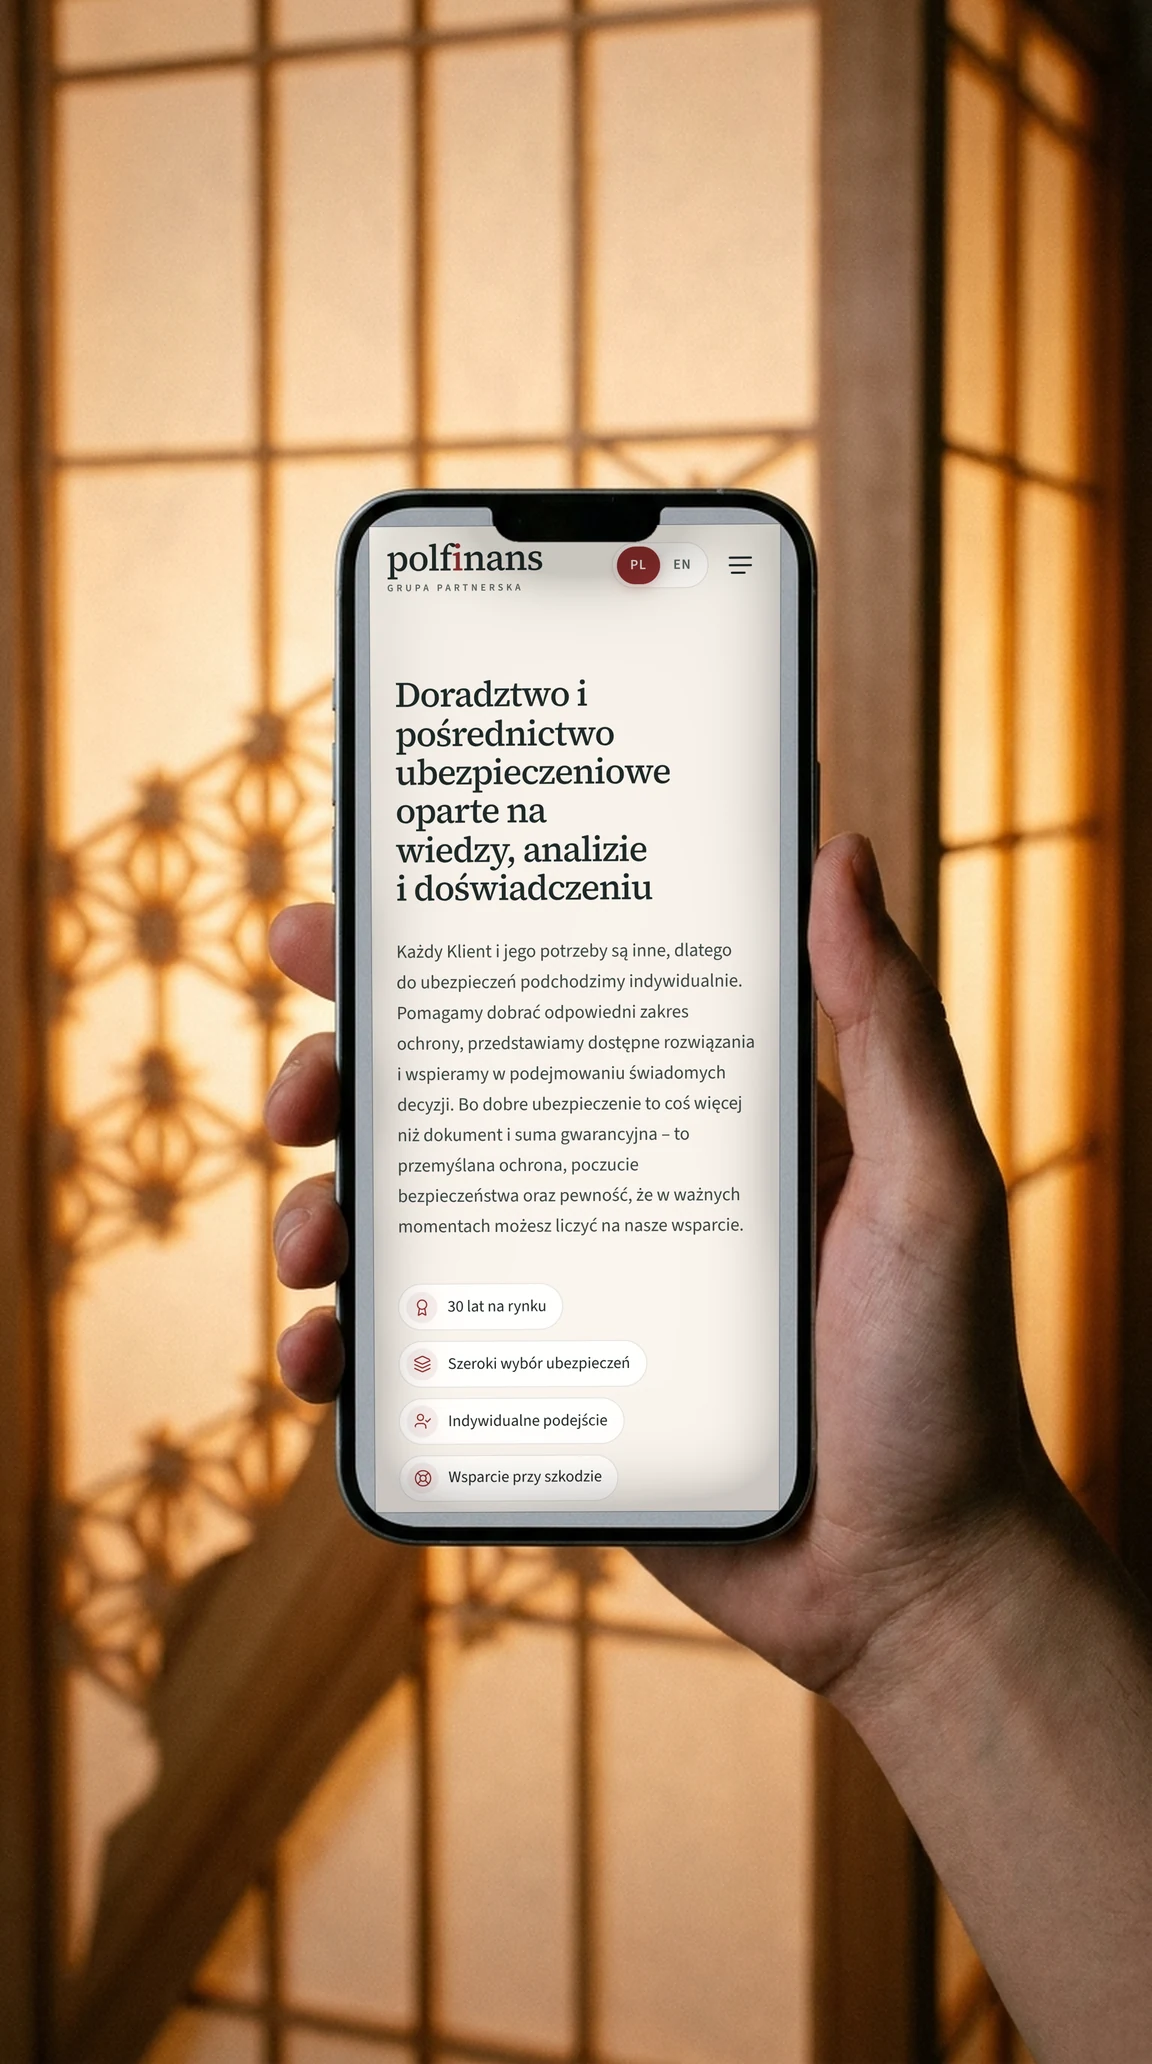 polfinans
GRUPA PARTNERSKA
PL EN
Doradztwo i
pośrednictwo
ubezpieczeniowe
oparte na
wiedzy, analizie
i doświadczeniu
Każdy Klient i jego potrzeby są inne, dlatego
do ubezpieczeń podchodzimy indywidualnie.
Pomagamy dobrać odpowiedni zakres
ochrony, przedstawiamy dostępne rozwiązania
i wspieramy w podejmowaniu świadomych
decyzji. Bo dobre ubezpieczenie to coś więcej
niż dokument i suma gwarancyjna – to
przemyślana ochrona, poczucie
bezpieczeństwa oraz pewność, że w ważnych
momentach możesz liczyć na nasze wsparcie.
30 lat na rynku
Szeroki wybór ubezpieczeń
Indywidualne podejście
Wsparcie przy szkodzie